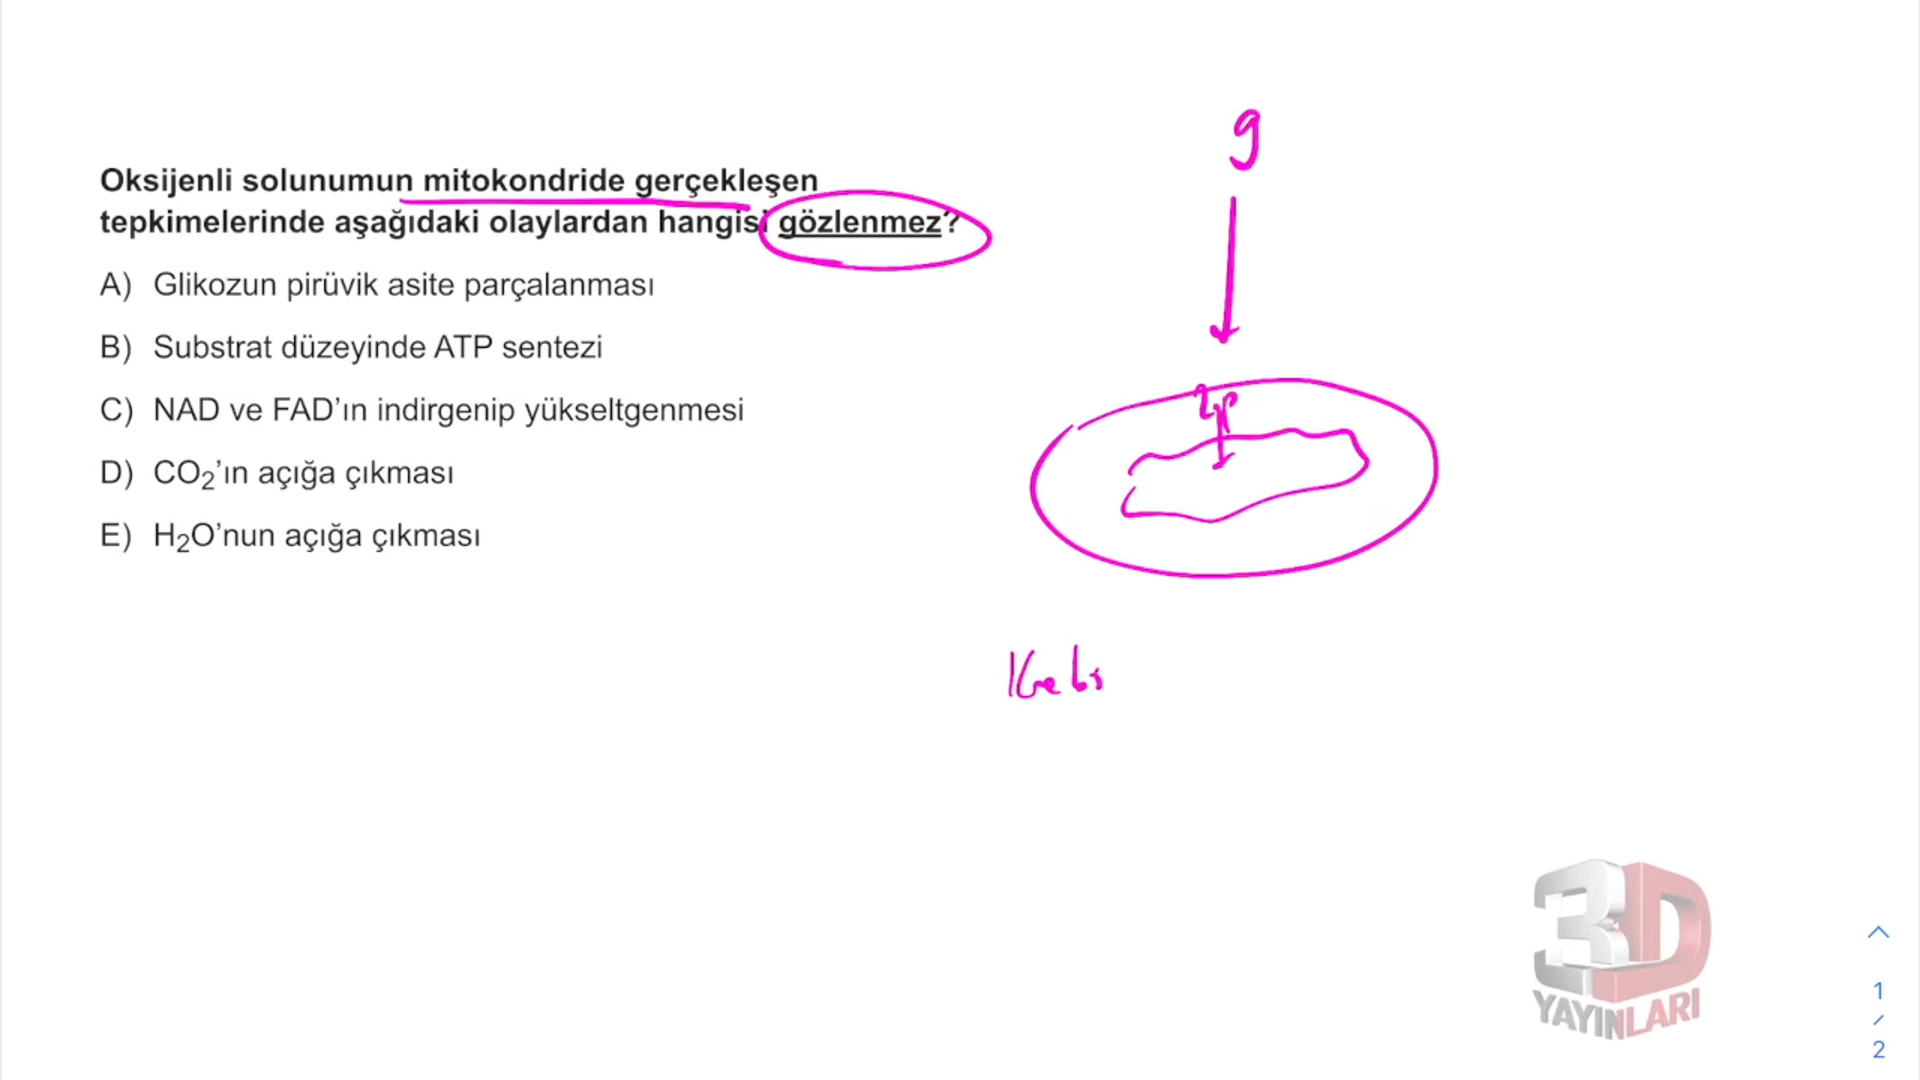 Oksijenli solunumun mitokondride gerçekleşen
tepkimelerinde aşağıdaki olaylardan hangisi gözlenmez?
A) Glikozun pirüvik asite parçalanması
B) Substrat düzeyinde ATP sentezi
C) NAD ve FAD’ın indirgenip yükseltgenmesi
D) CO₂’ın açığa çıkması
E) H₂O’nun açığa çıkması
g
2p
Krebs
3D
YAYINLARI
1
/
2